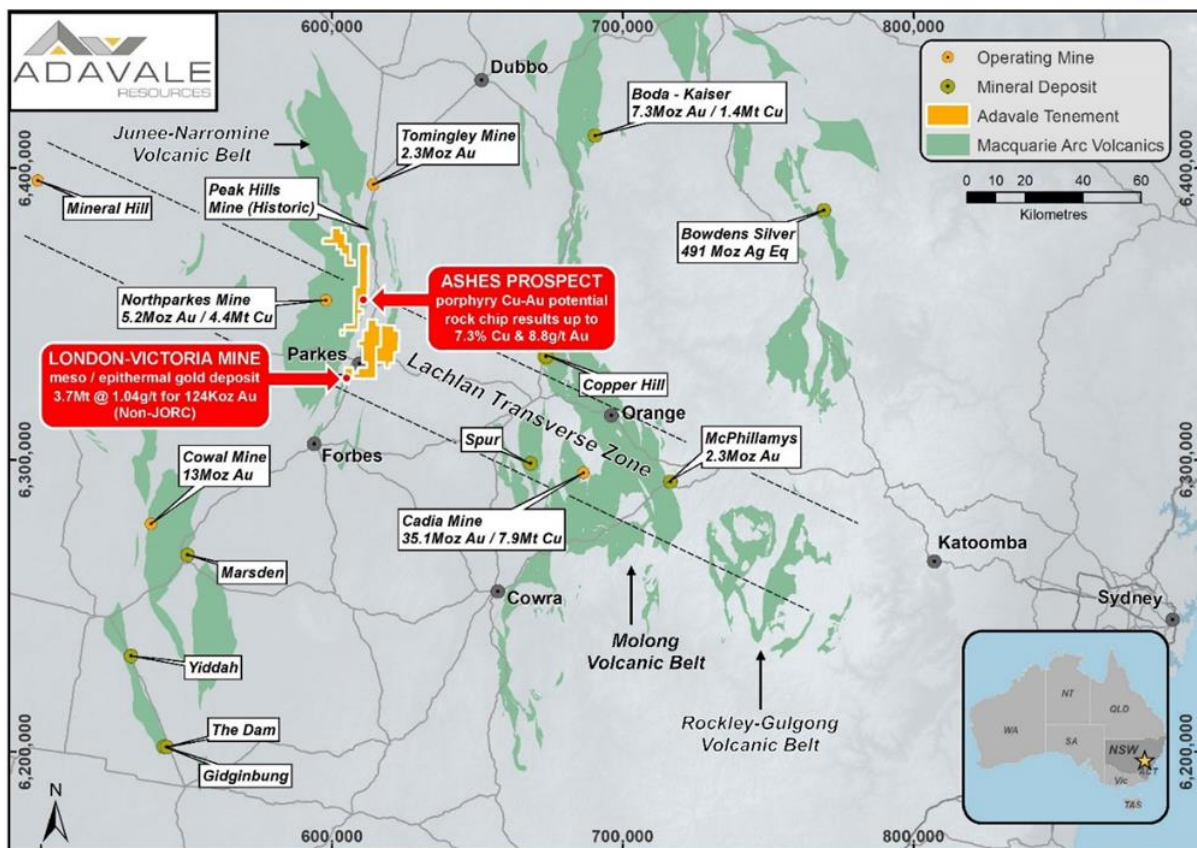 ADAVALE
RESOURCES
600,000
700,000
800,000
Operating Mine
Mineral Deposit
Adavale Tenement
Macquarie Arc Volcanics
0 10 20 30 40 50 60
Kilometres
Dubbo
Boda - Kaiser
7.3Moz Au / 1.4Mt Cu
Junee-Narromine
Volcanic Belt
Tomingley Mine
2.3Moz Au
6,400,000
6,400,000
Mineral Hill
Peak Hills
Mine (Historic)
Bowdens Silver
491 Moz Ag Eq
Northparkes Mine
5.2Moz Au / 4.4Mt Cu
ASHES PROSPECT
porphyry Cu-Au potential
rock chip results up to
7.3% Cu & 8.8g/t Au
Parkes
LONDON-VICTORIA MINE
meso / epithermal gold deposit
3.7Mt @ 1.04g/t for 124Koz Au
(Non-JORC)
Lachlan Transverse Zone
Copper Hill
Orange
Forbes
Spur
McPhillamys
2.3Moz Au
6,300,000
6,300,000
Cowal Mine
13Moz Au
Cadia Mine
35.1Moz Au / 7.9Mt Cu
Marsden
Katoomba
Cowra
Sydney
Molong
Volcanic Belt
Yiddah
Rockley-Gulgong
Volcanic Belt
The Dam
Gidginbung
6,200,000
6,200,000
NT
QLD
WA
SA
NSW
ACT
Vic
TAS
N
600,000
700,000
800,000